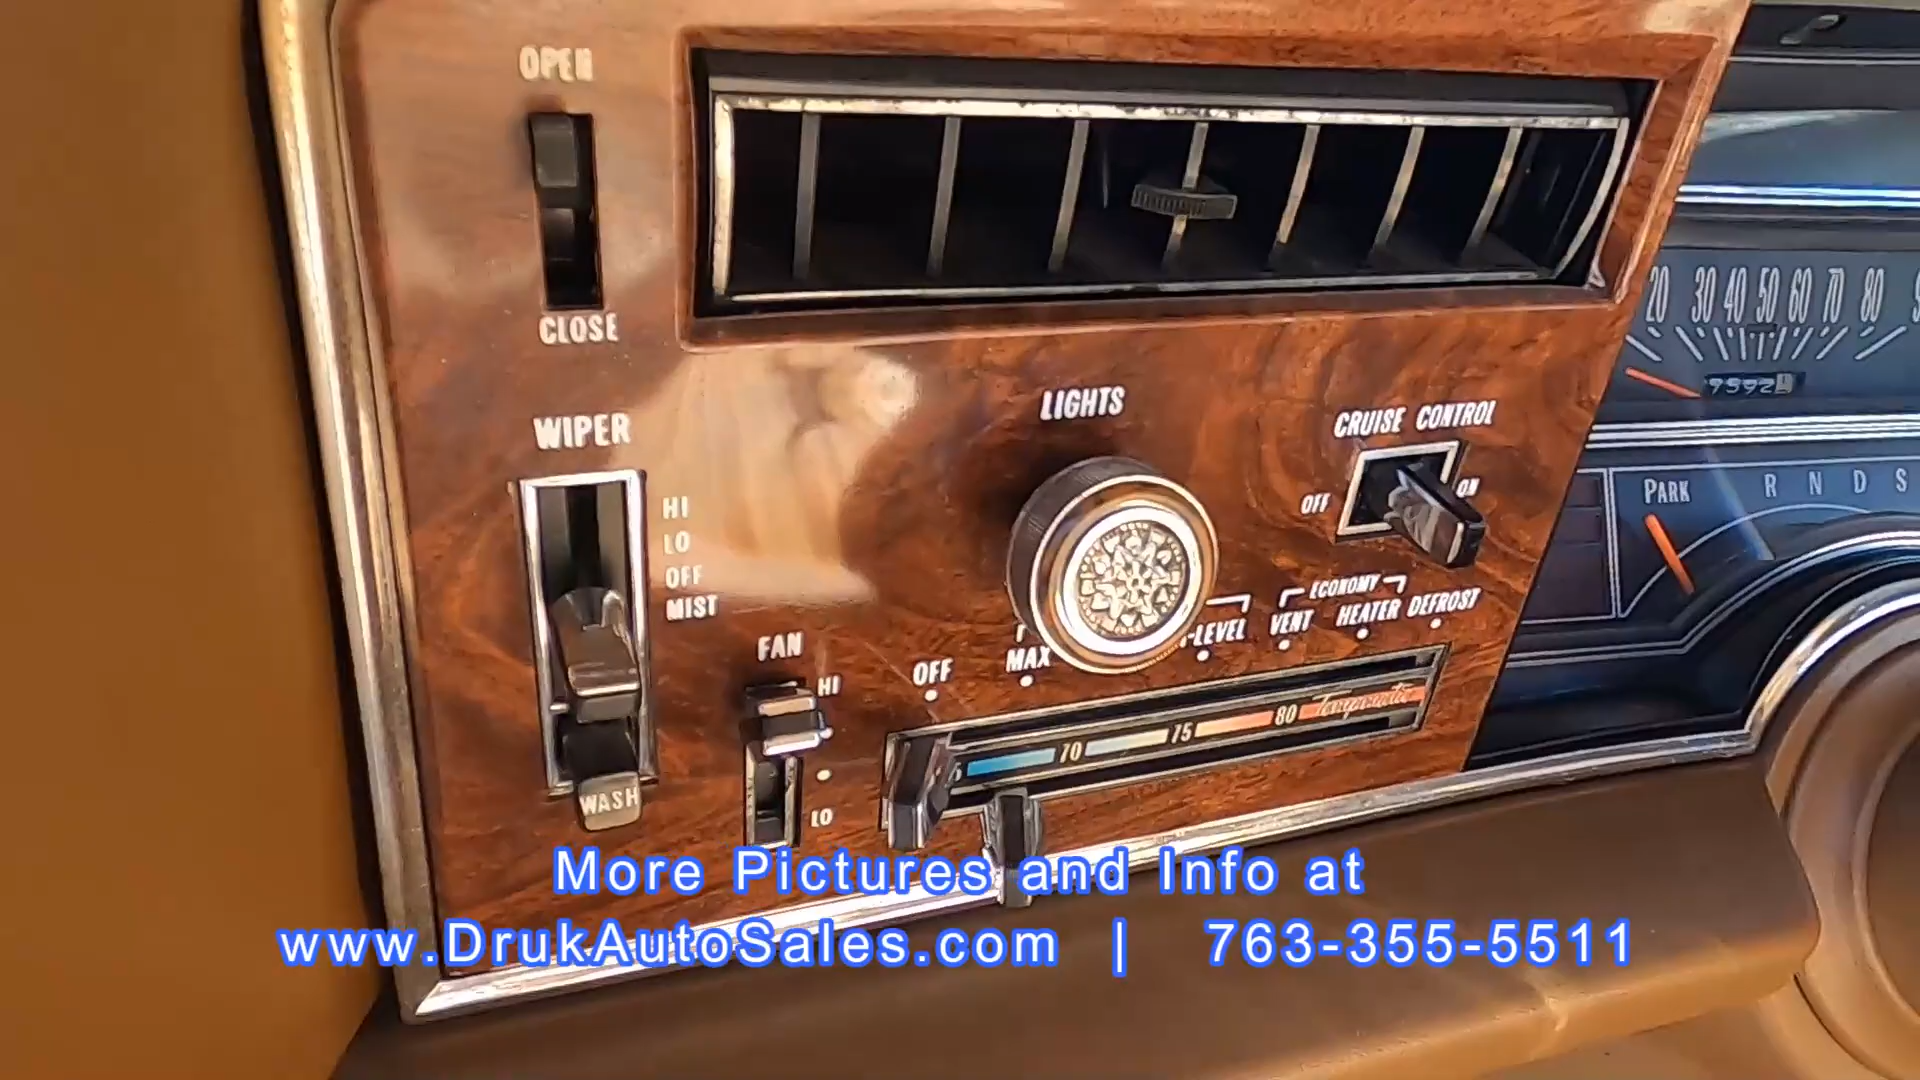 OPEN
CLOSE
WIPER
HI
LO
OFF
MIST
WASH
FAN
HI
LO
LIGHTS
CRUISE CONTROL
OFF
ON
ECONOMY
OFF
MAX
-LEVEL
VENT
HEATER
DEFROST
70
75
80
Tempmatic
20 30 40 50 60 70 80
PARK R N D S
More Pictures and Info at
www.DrukAutoSales.com | 763-355-5511